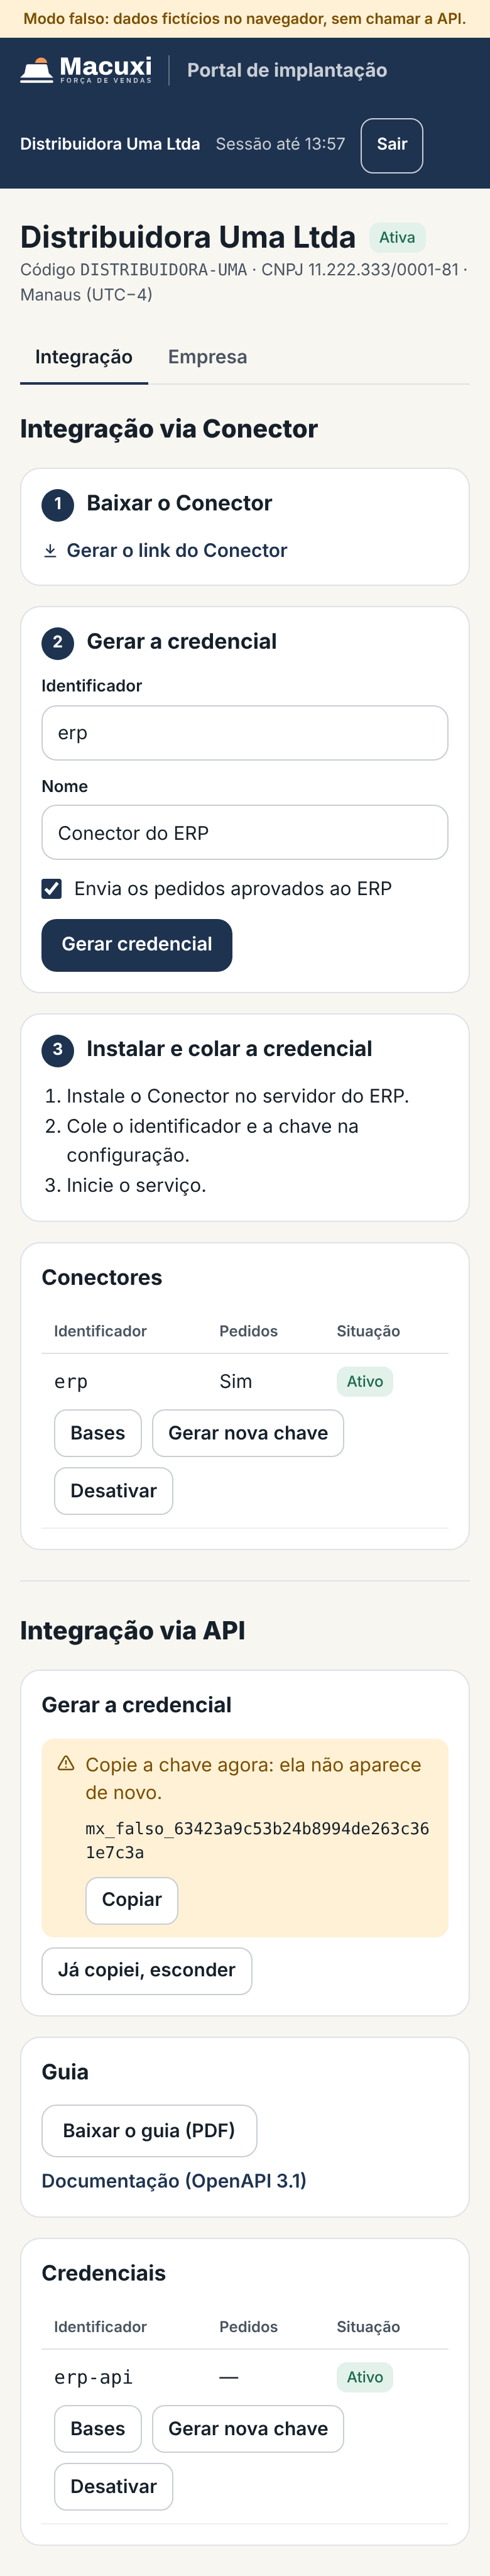 Modo falso: dados fictícios no navegador, sem chamar a API.
Macuxi
FORÇA DE VENDAS
Portal de implantação
Distribuidora Uma Ltda
Sessão até 13:57
Sair
Distribuidora Uma Ltda
Ativa
Código DISTRIBUIDORA-UMA · CNPJ 11.222.333/0001-81 ·
Manaus (UTC−4)
Integração
Empresa
Integração via Conector
1
Baixar o Conector
Gerar o link do Conector
2
Gerar a credencial
Identificador
erp
Nome
Conector do ERP
Envia os pedidos aprovados ao ERP
Gerar credencial
3
Instalar e colar a credencial
1. Instale o Conector no servidor do ERP.
2. Cole o identificador e a chave na
configuração.
3. Inicie o serviço.
Conectores
Identificador Pedidos Situação
erp Sim Ativo
Bases Gerar nova chave
Desativar
Integração via API
Gerar a credencial
Copie a chave agora: ela não aparece
de novo.
mx_falso_63423a9c53b24b8994de263c36
1e7c3a
Copiar
Já copiei, esconder
Guia
Baixar o guia (PDF)
Documentação (OpenAPI 3.1)
Credenciais
Identificador Pedidos Situação
erp-api — Ativo
Bases Gerar nova chave
Desativar